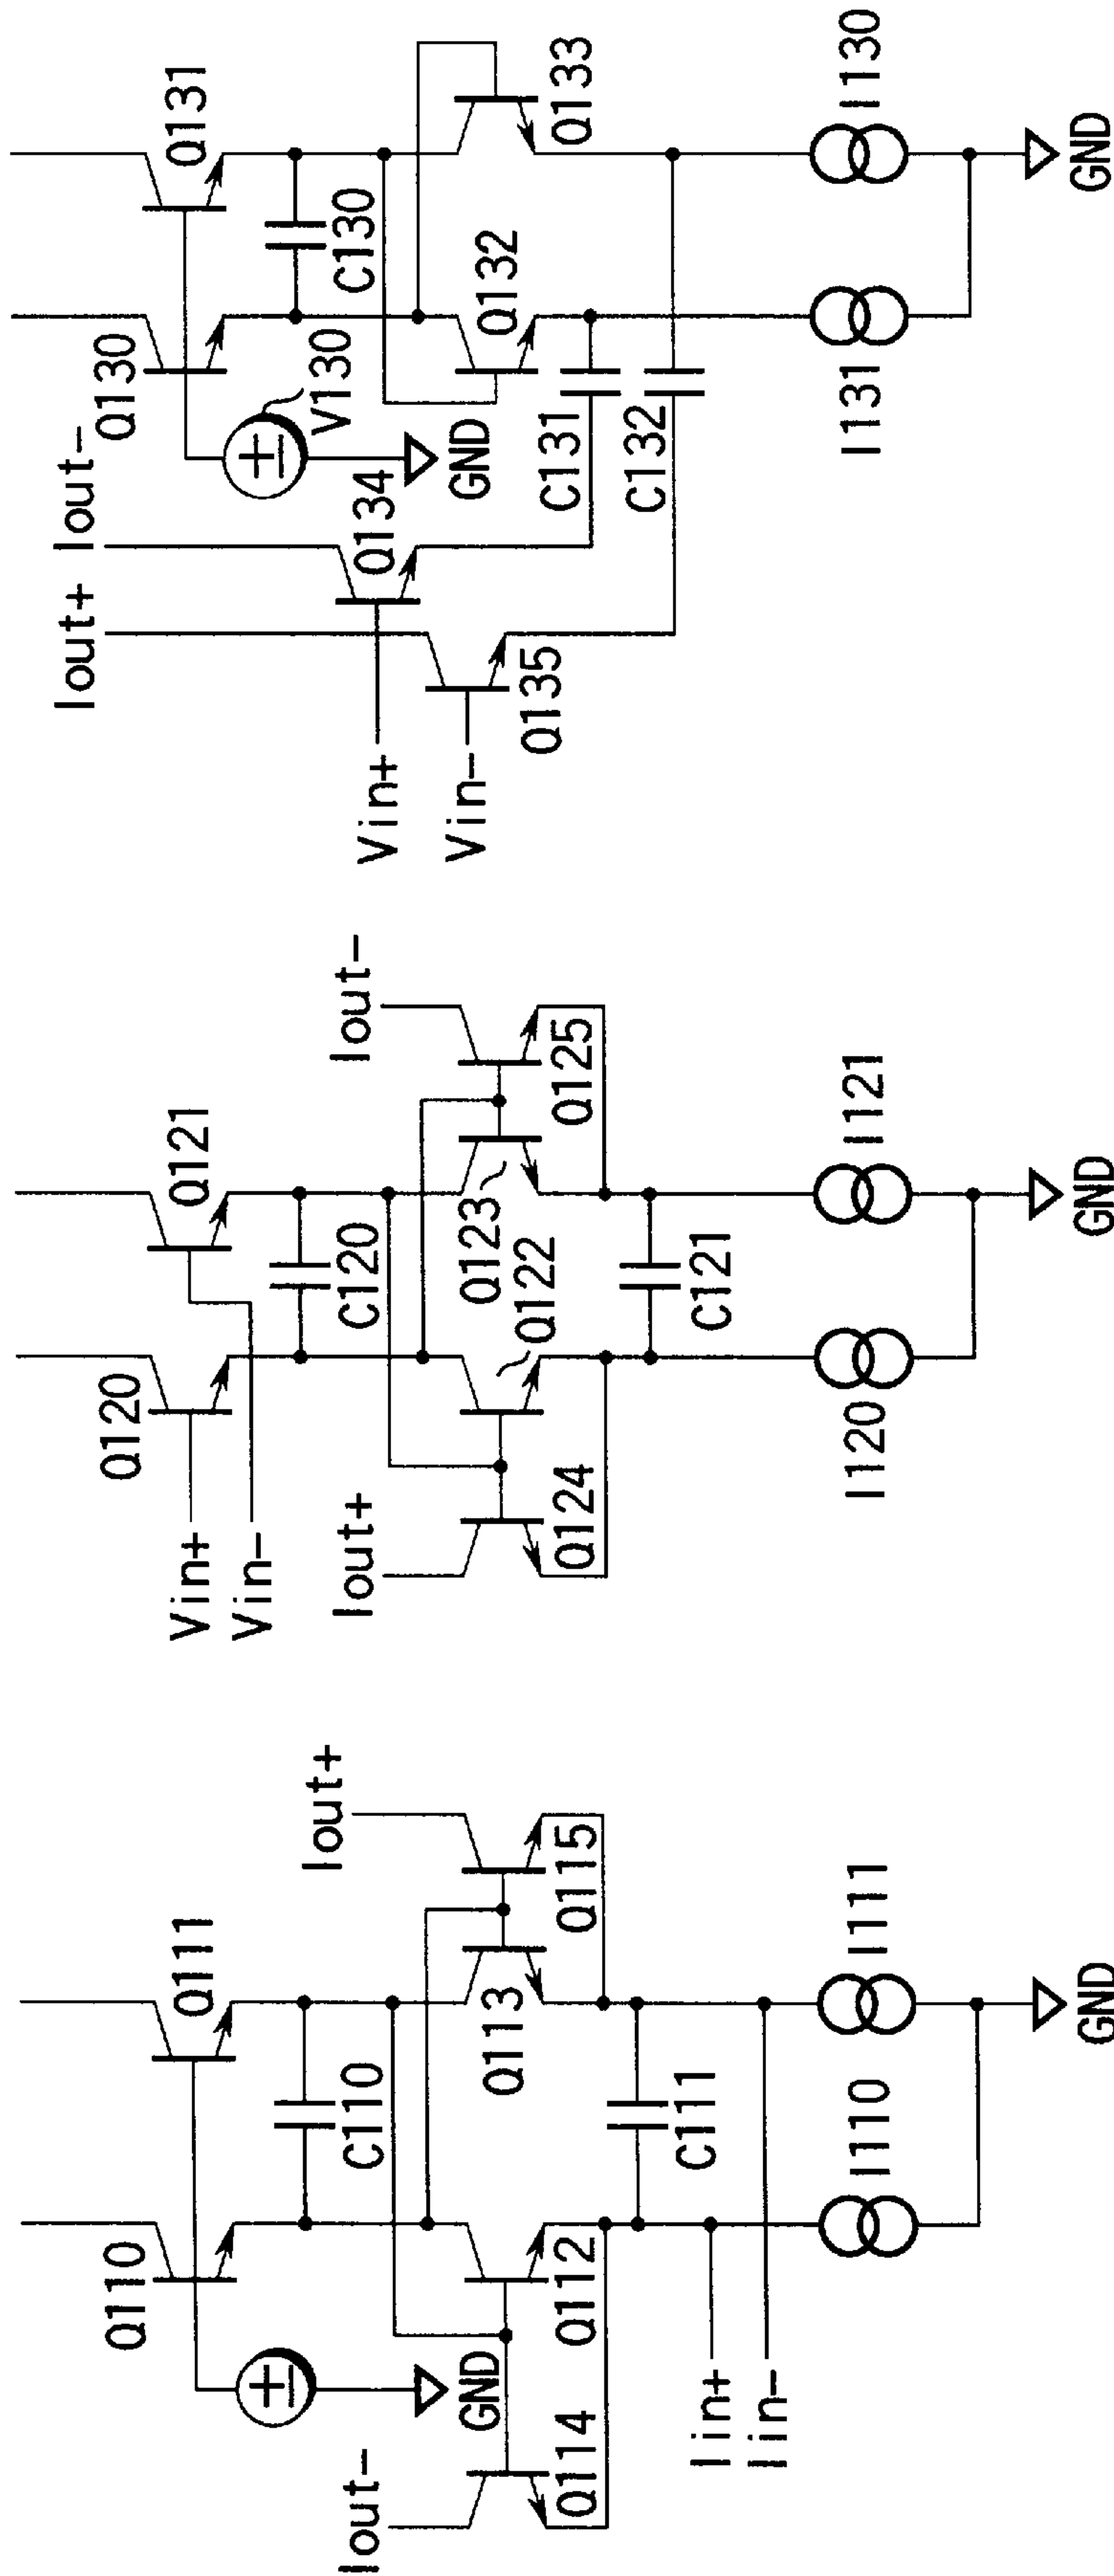 Iout-
Q110
Q111
Iout+
C110
GND
Q114
Q112
Q113
Q115
C111
Iin+
Iin-
I110
I111
GND
Vin+
Vin-
Q120
Q121
Iout+
C120
Iout-
Q124
Q122
Q123
Q125
C121
I120
I121
GND
Iout+
Iout-
Q130
Q131
V130
C130
GND
Q134
Q132
Q133
Vin+
Vin-
Q135
C131
C132
I131
I130
GND